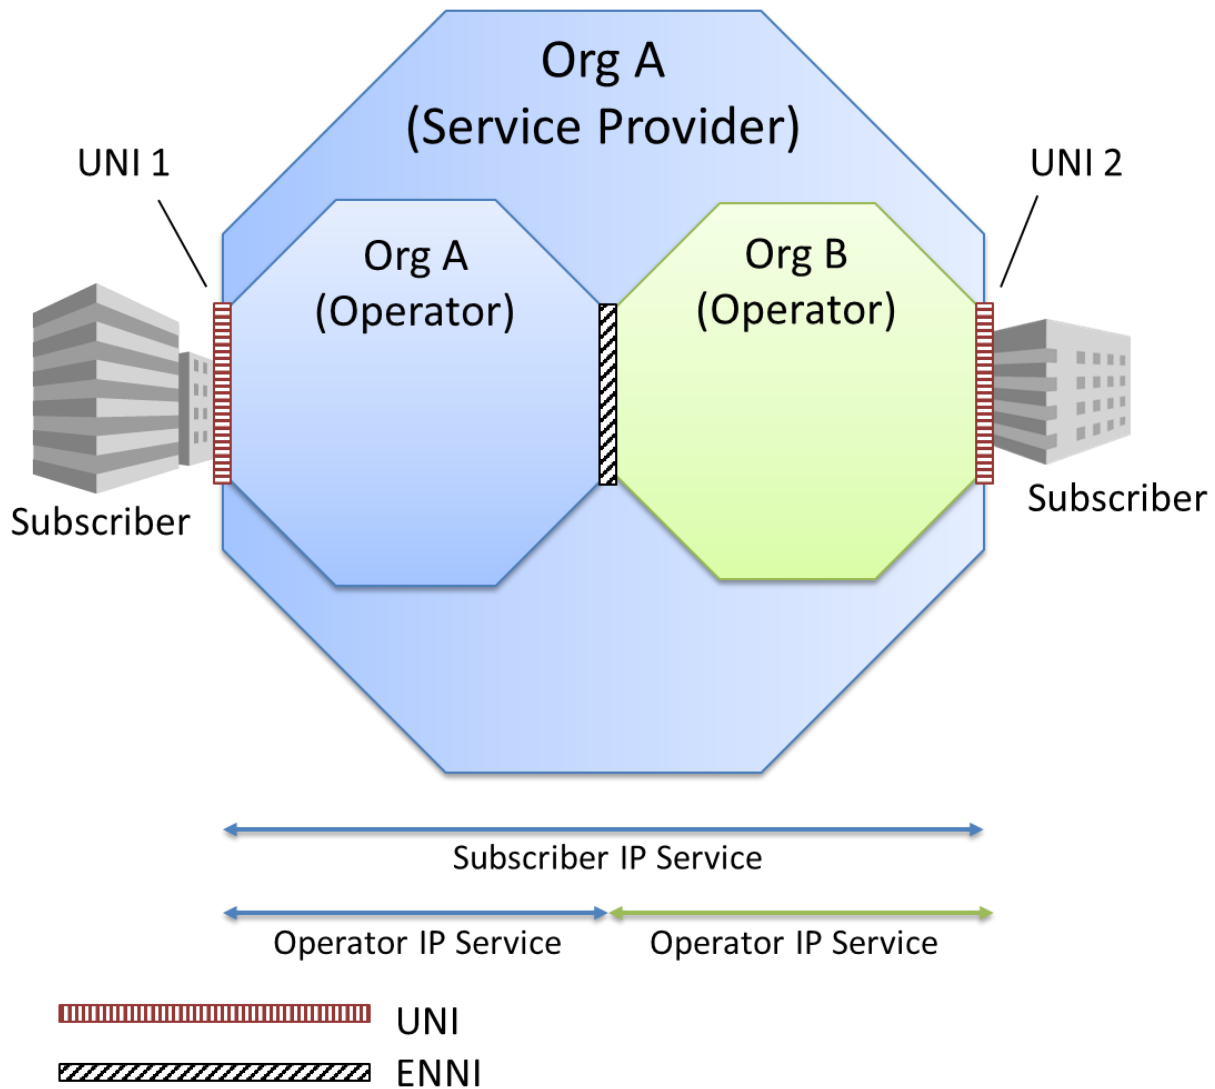 Org A
(Service Provider)
UNI 1
UNI 2
Org A
(Operator)
Org B
(Operator)
Subscriber
Subscriber
Subscriber IP Service
Operator IP Service
Operator IP Service
UNI
ENNI